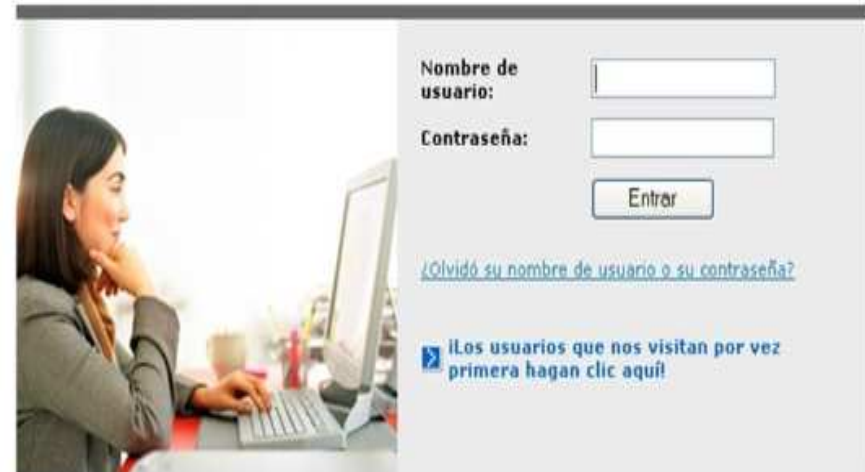 Nombre de
usuario:
Contraseña:
Entrar
¿Olvidó su nombre de usuario o su contraseña?
¡Los usuarios que nos visitan por vez
primera hagan clic aquí!